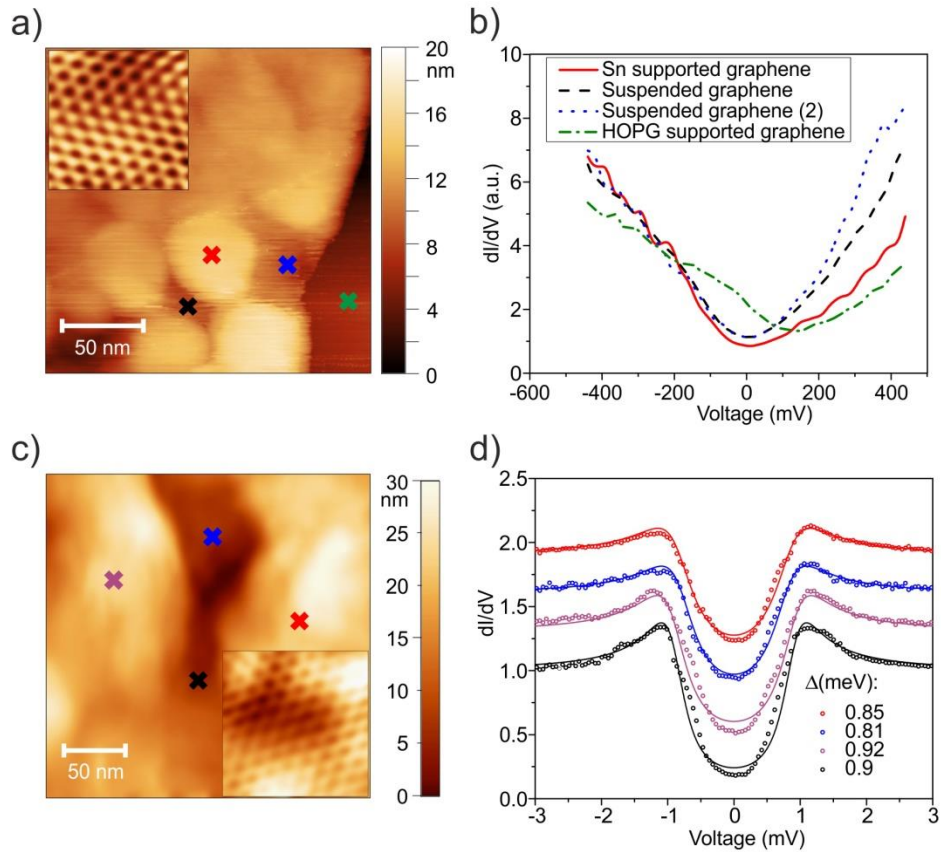 a)
20
nm
16
12
8
4
0
50 nm
b)
10
8
6
4
2
0
dI/dV (a.u.)
Sn supported graphene
Suspended graphene
Suspended graphene (2)
HOPG supported graphene
-600 -400 -200 0 200 400 600
Voltage (mV)
c)
30
nm
25
20
15
10
5
0
50 nm
d)
2.5
2.0
1.5
1.0
0.5
0.0
dI/dV
Δ(meV):
0.85
0.81
0.92
0.9
-3 -2 -1 0 1 2 3
Voltage (mV)